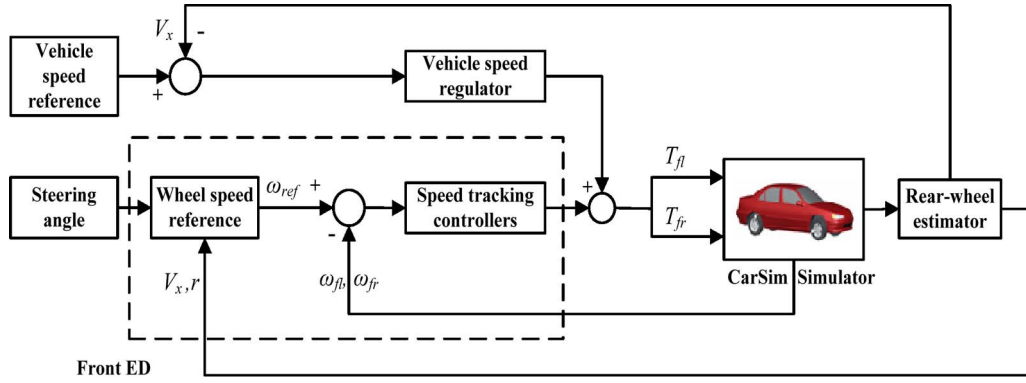 V_x -
Vehicle
speed
reference
+
Vehicle speed
regulator
Steering
angle
Wheel speed
reference
ω_ref +
-
Speed tracking
controllers
+
T_fl
T_fr
Rear-wheel
estimator
V_x, r
ω_fl, ω_fr
CarSim Simulator
Front ED